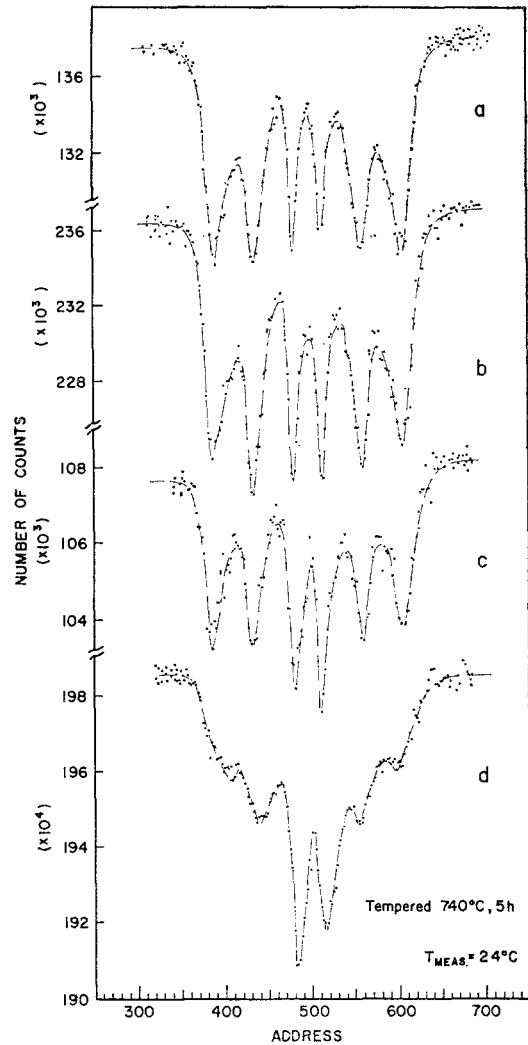 136
132
(x10³)
a
236
232
228
(x10³)
b
108
106
104
(x10³)
c
198
196
194
192
190
(x10⁴)
d
NUMBER OF COUNTS
Tempered 740°C, 5h
TMEAS.= 24°C
300 400 500 600 700
ADDRESS